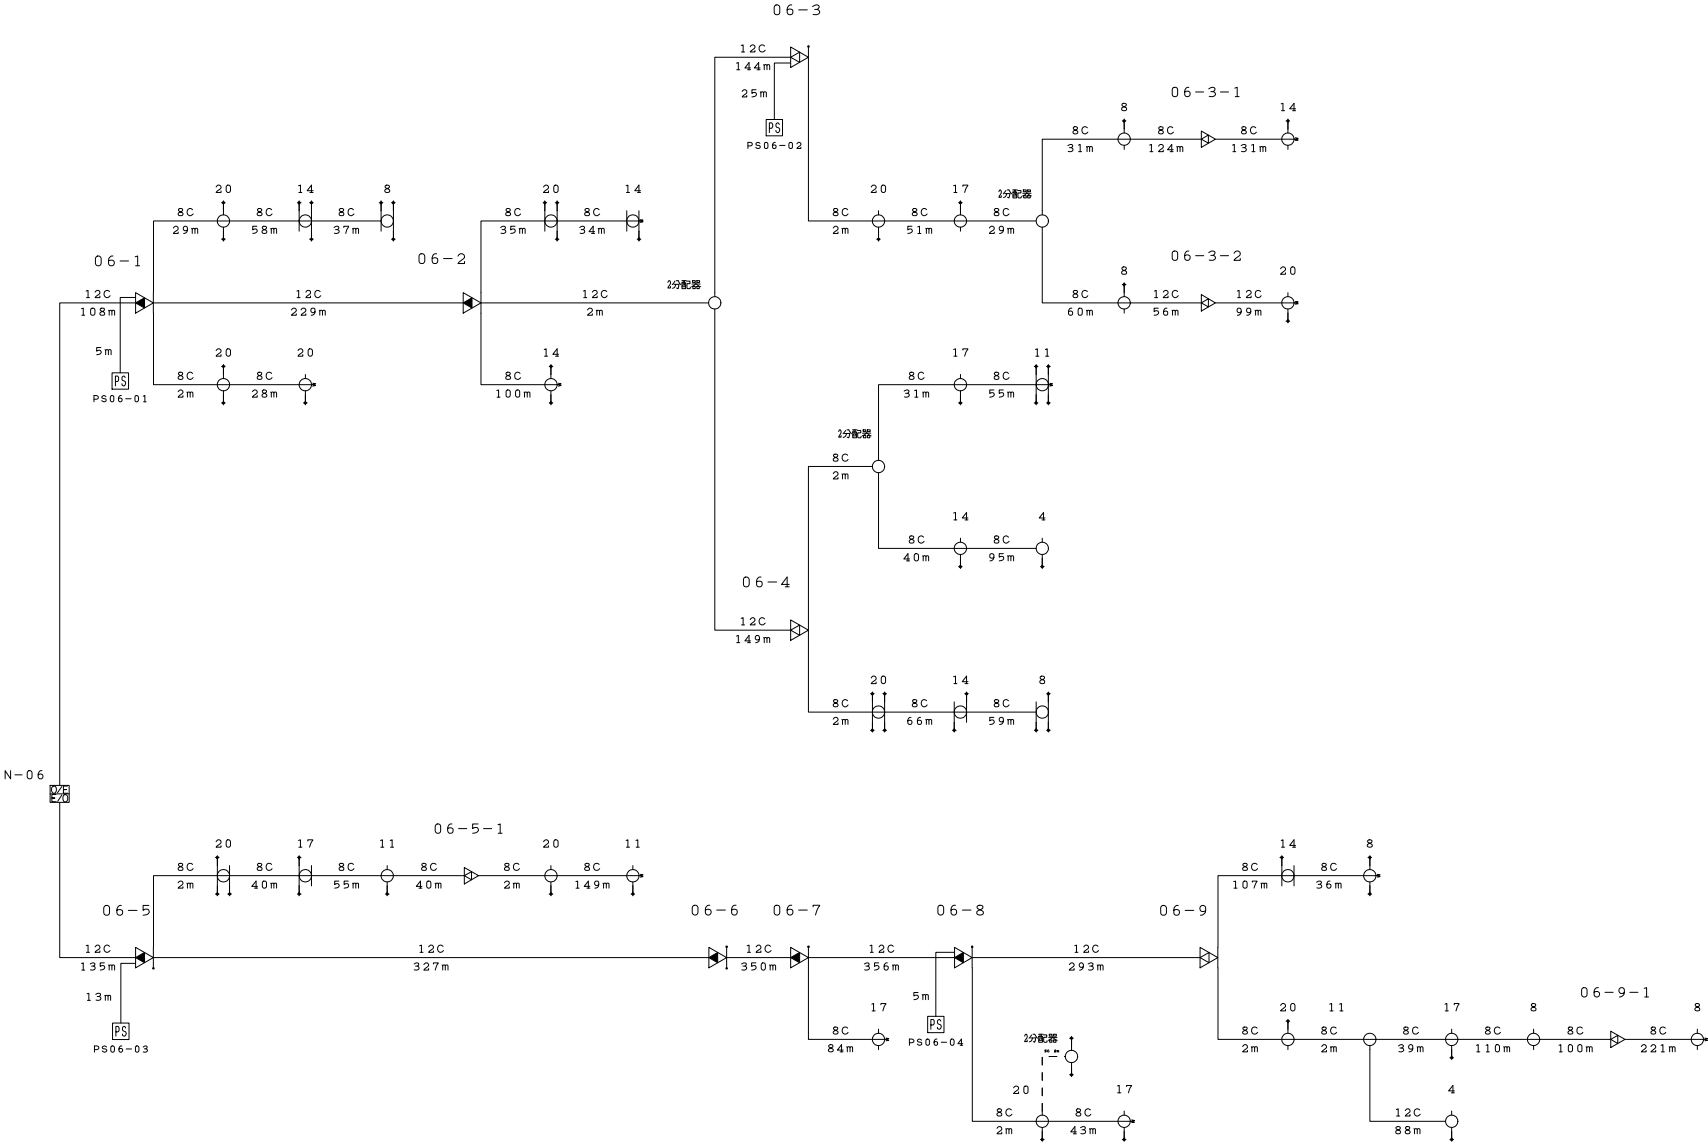 06-3
12C
144m
25m
PS
PS06-02
06-3-1
8
14
8C
8C
8C
31m
124m
131m
20
14
8
8C
8C
8C
29m
58m
37m
20
14
8C
8C
35m
34m
20
17
2分配器
8C
8C
8C
2m
51m
29m
06-1
06-2
06-3-2
8
20
2分配器
12C
12C
12C
8C
12C
12C
108m
229m
2m
60m
56m
99m
5m
PS
PS06-01
20
20
8C
8C
2m
28m
14
8C
100m
17
11
8C
8C
31m
55m
2分配器
8C
2m
14
4
8C
8C
40m
95m
06-4
12C
149m
20
14
8
8C
8C
8C
2m
66m
59m
N-06
O/E
E/O
06-5-1
20
17
11
20
11
8C
8C
8C
8C
8C
8C
2m
40m
55m
40m
2m
149m
14
8
8C
8C
107m
36m
06-5
06-6
06-7
06-8
06-9
12C
12C
12C
12C
12C
135m
327m
350m
356m
293m
13m
PS
PS06-03
17
8C
84m
5m
PS
PS06-04
06-9-1
20
11
17
8
8
8C
8C
8C
8C
8C
8C
2m
2m
39m
110m
100m
221m
2分配器
20
17
8C
8C
2m
43m
4
12C
88m